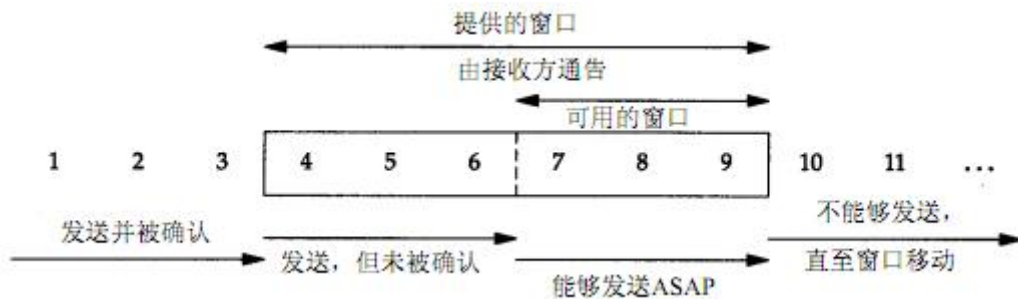 提供的窗口
由接收方通告
可用的窗口
1 2 3 4 5 6 7 8 9 10 11 ...
发送并被确认
发送，但未被确认
能够发送ASAP
不能够发送，
直至窗口移动